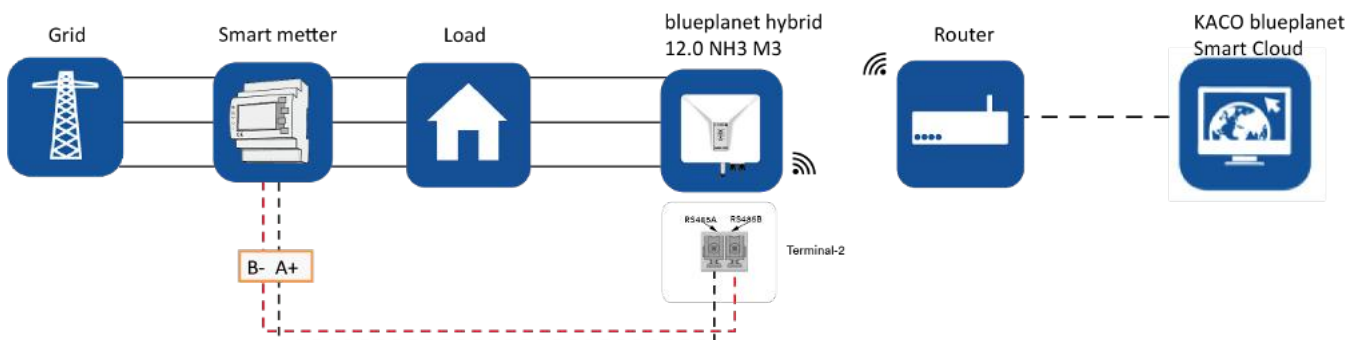 Grid
Smart metter
Load
blueplanet hybrid
12.0 NH3 M3
Router
KACO blueplanet
Smart Cloud
RS485A RS485B
Terminal-2
B- A+